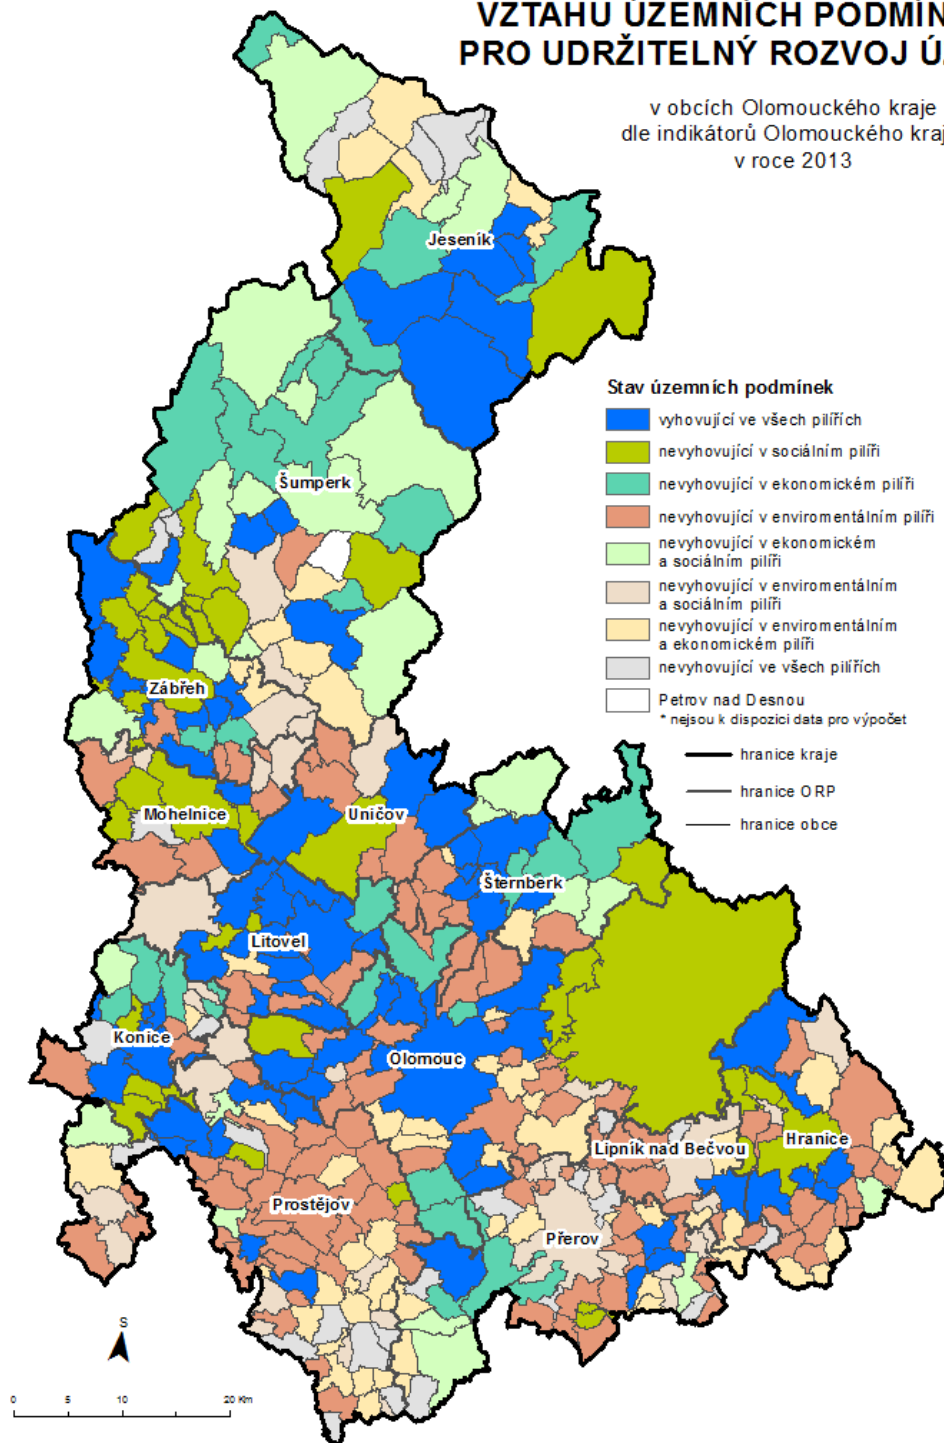 VZTAHU ÚZEMNÍCH PODMÍN
PRO UDRŽITELNÝ ROZVOJ Ú
v obcích Olomouckého kraje
dle indikátorů Olomouckého kraj
v roce 2013
Jeseník
Stav územních podmínek
vyhovující ve všech pilířích
nevyhovující v sociálním pilíři
nevyhovující v ekonomickém pilíři
nevyhovující v enviromentálním pilíři
nevyhovující v ekonomickém
a sociálním pilíři
nevyhovující v enviromentálním
a sociálním pilíři
nevyhovující v enviromentálním
a ekonomickém pilíři
nevyhovující ve všech pilířích
Petrov nad Desnou
* nejsou k dispozici data pro výpočet
hranice kraje
hranice ORP
hranice obce
Šumperk
Zábřeh
Mohelnice
Uničov
Šternberk
Litovel
Konice
Olomouc
Lipník nad Bečvou
Hranice
Prostějov
Přerov
S
0 5 10 20 Km